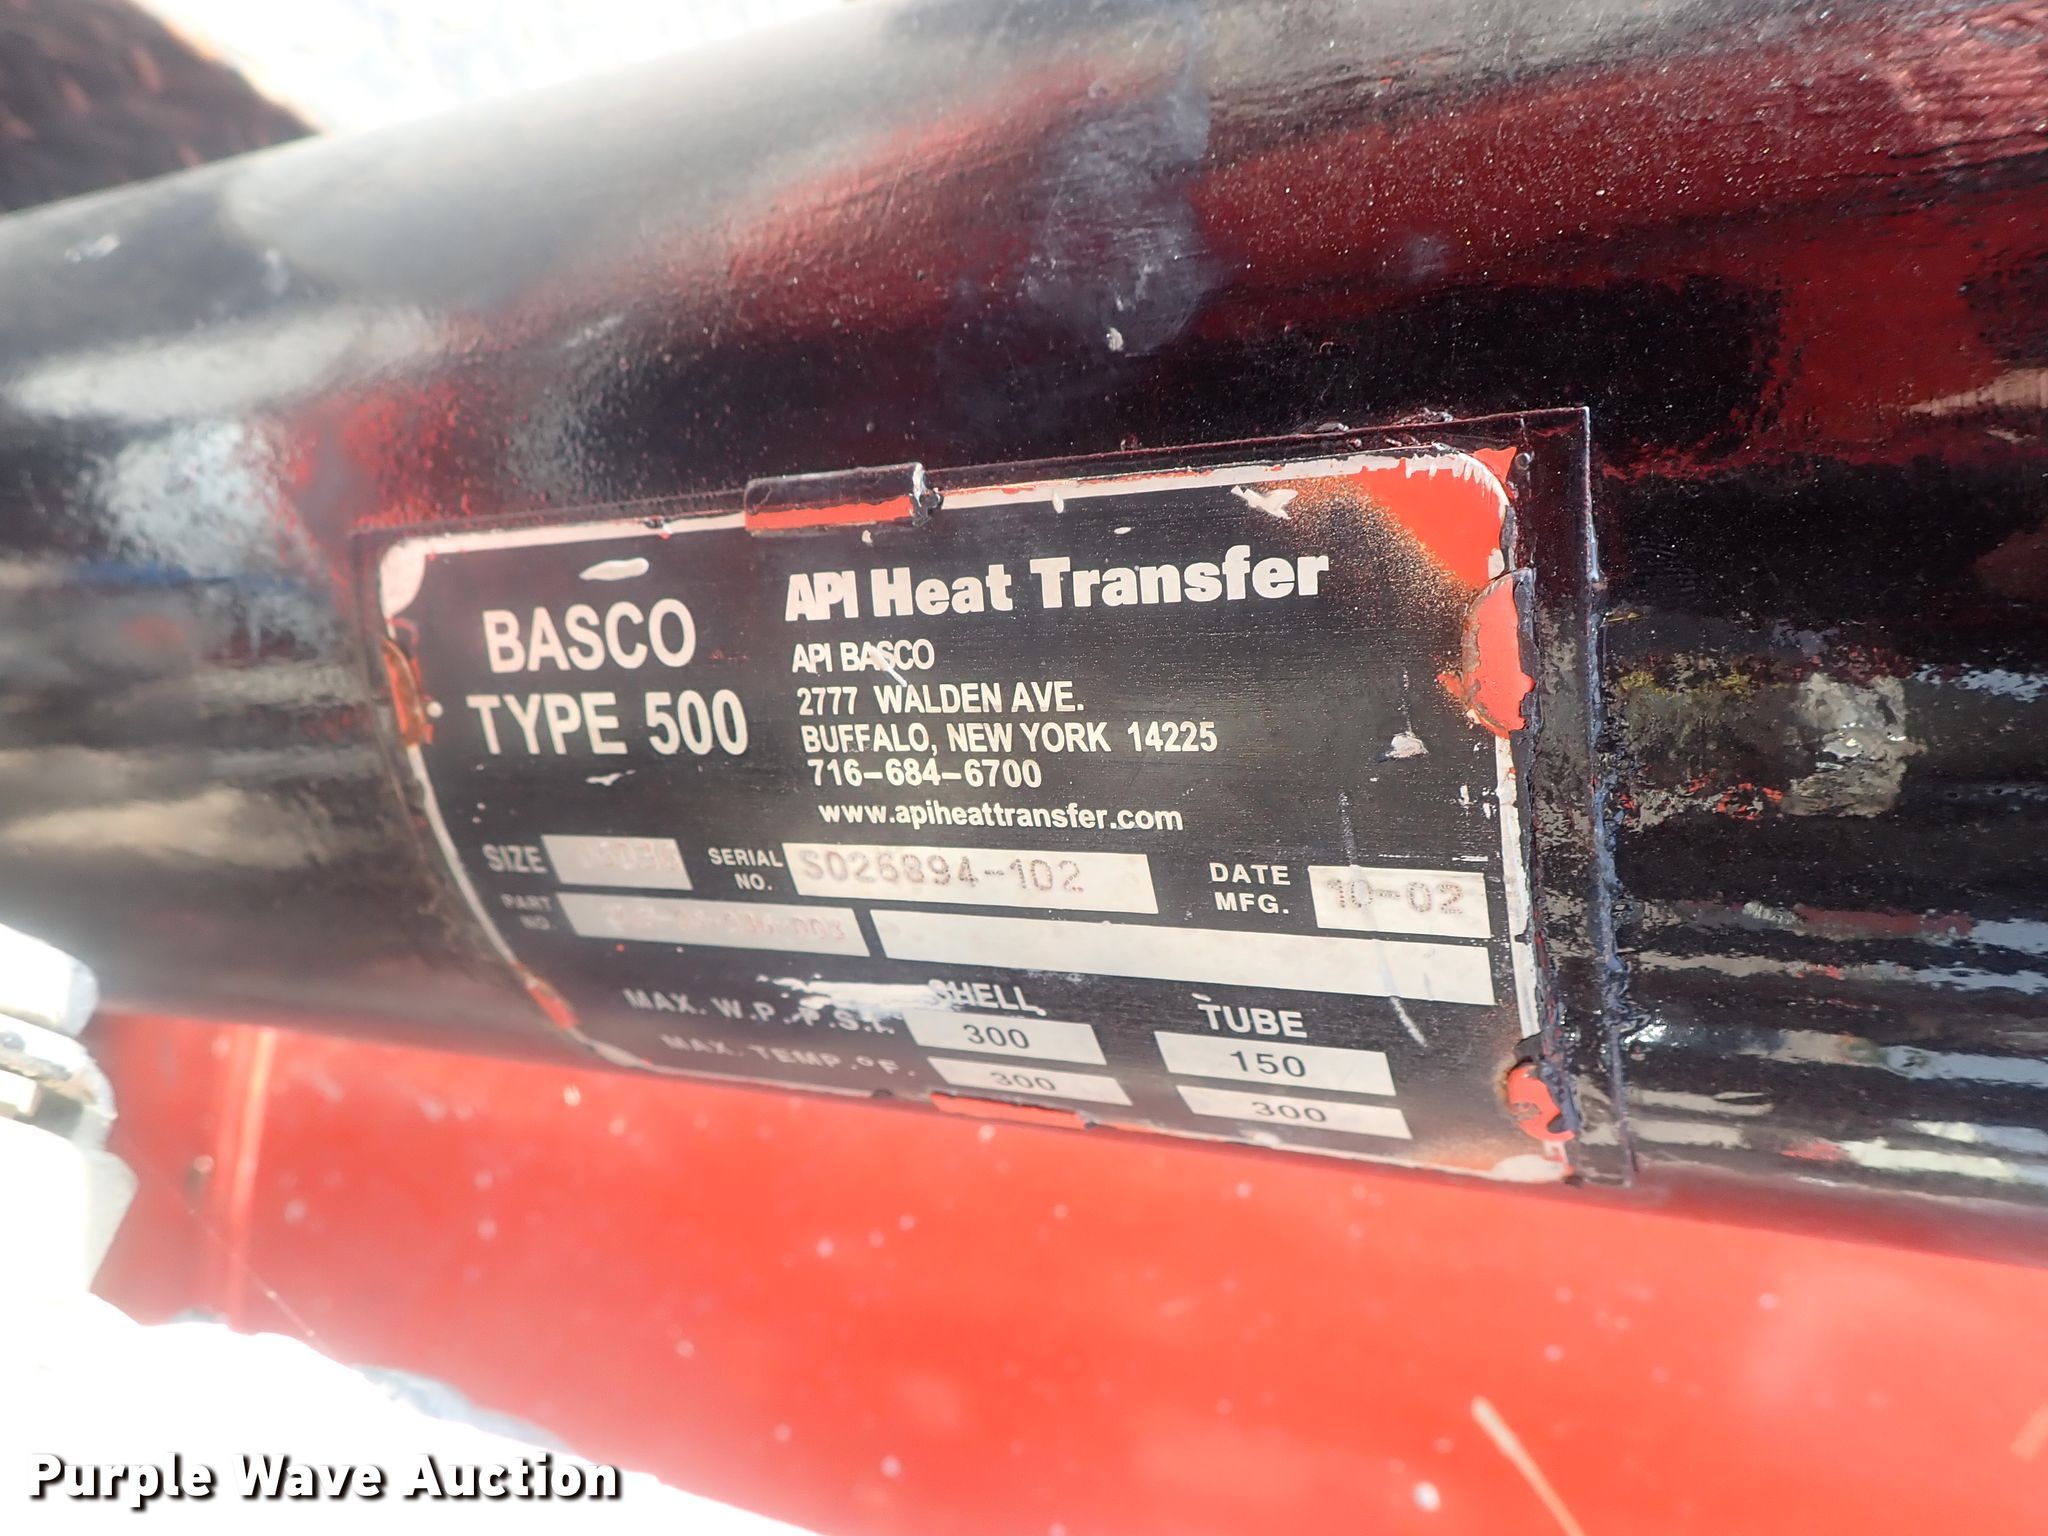 BASCO
TYPE 500
API Heat Transfer
API BASCO
2777 WALDEN AVE.
BUFFALO, NEW YORK 14225
716-684-6700
www.apiheattransfer.com
SIZE
SERIAL NO. S026894-102
DATE MFG. 10-02
PART NO.
SHELL TUBE
MAX. W.P. P.S.I. 300 150
MAX. TEMP. °F. 300 300
Purple Wave Auction